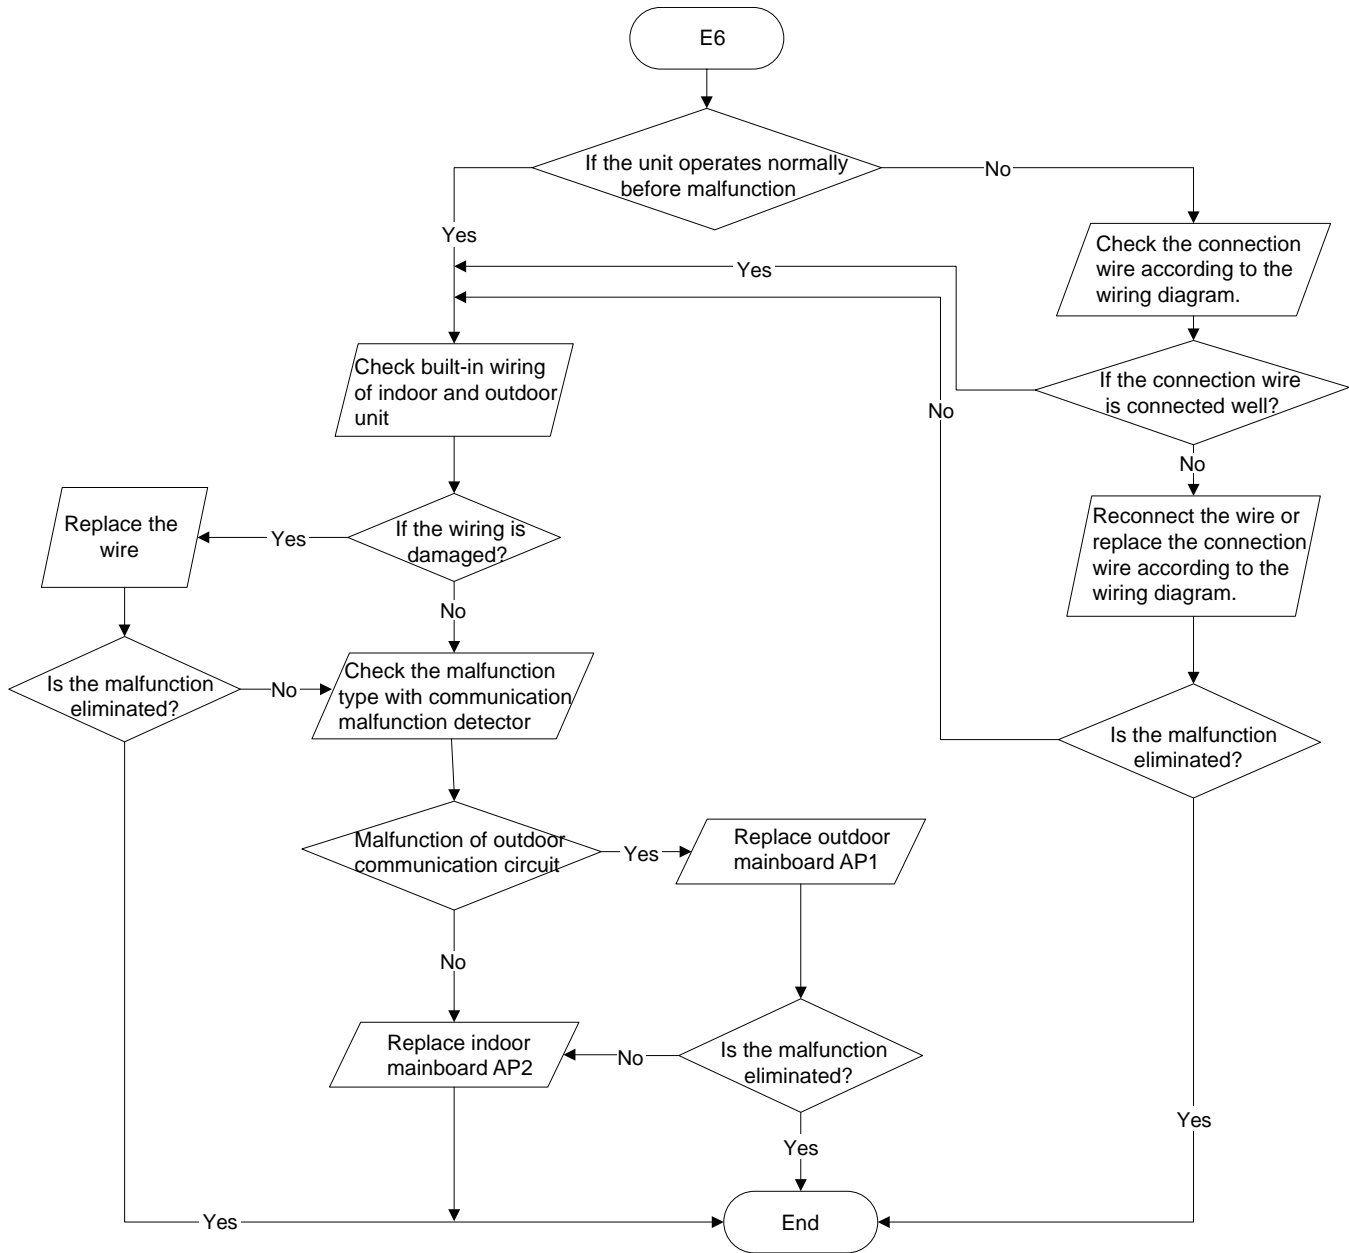 E6
If the unit operates normally
before malfunction
No
Yes
Check the connection
wire according to the
wiring diagram.
Yes
Check built-in wiring
of indoor and outdoor
unit
If the connection wire
is connected well?
No
No
Replace the
wire
Yes
If the wiring is
damaged?
Reconnect the wire or
replace the connection
wire according to the
wiring diagram.
No
Is the malfunction
eliminated?
No
Check the malfunction
type with communication
malfunction detector
Is the malfunction
eliminated?
Malfunction of outdoor
communication circuit
Yes
Replace outdoor
mainboard AP1
No
Replace indoor
mainboard AP2
No
Is the malfunction
eliminated?
Yes
Yes
Yes
End